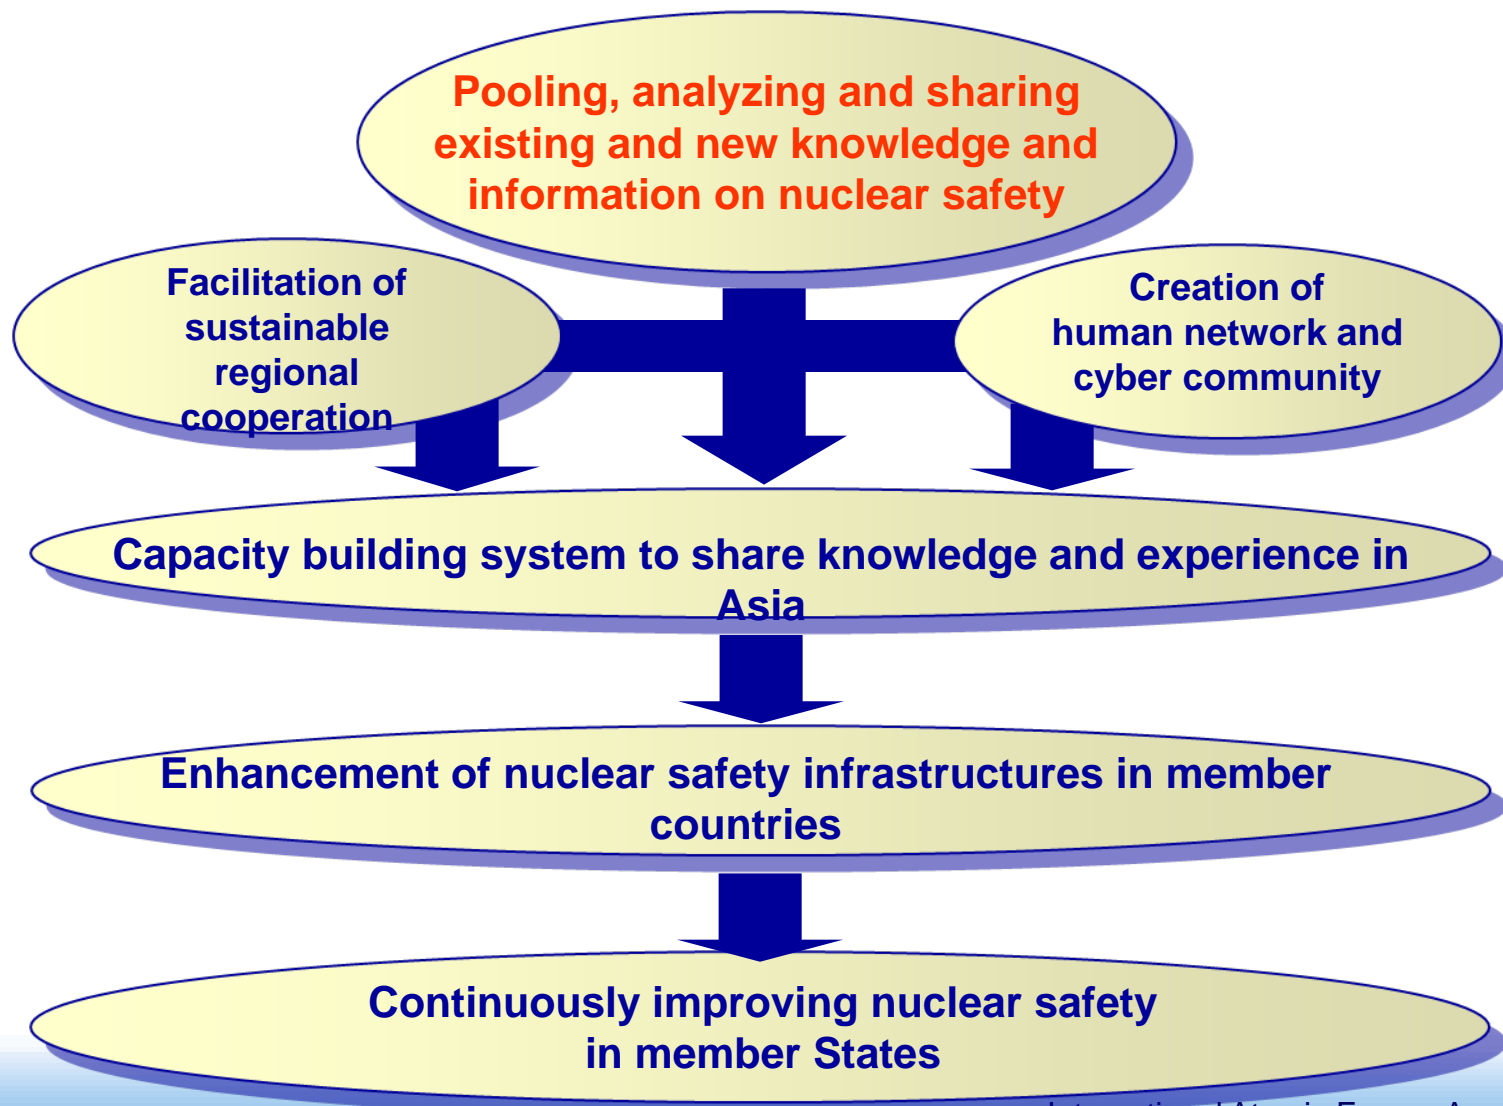 Pooling, analyzing and sharing
existing and new knowledge and
information on nuclear safety
Facilitation of
sustainable
regional
cooperation
Creation of
human network and
cyber community
Capacity building system to share knowledge and experience in
Asia
Enhancement of nuclear safety infrastructures in member
countries
Continuously improving nuclear safety
in member States